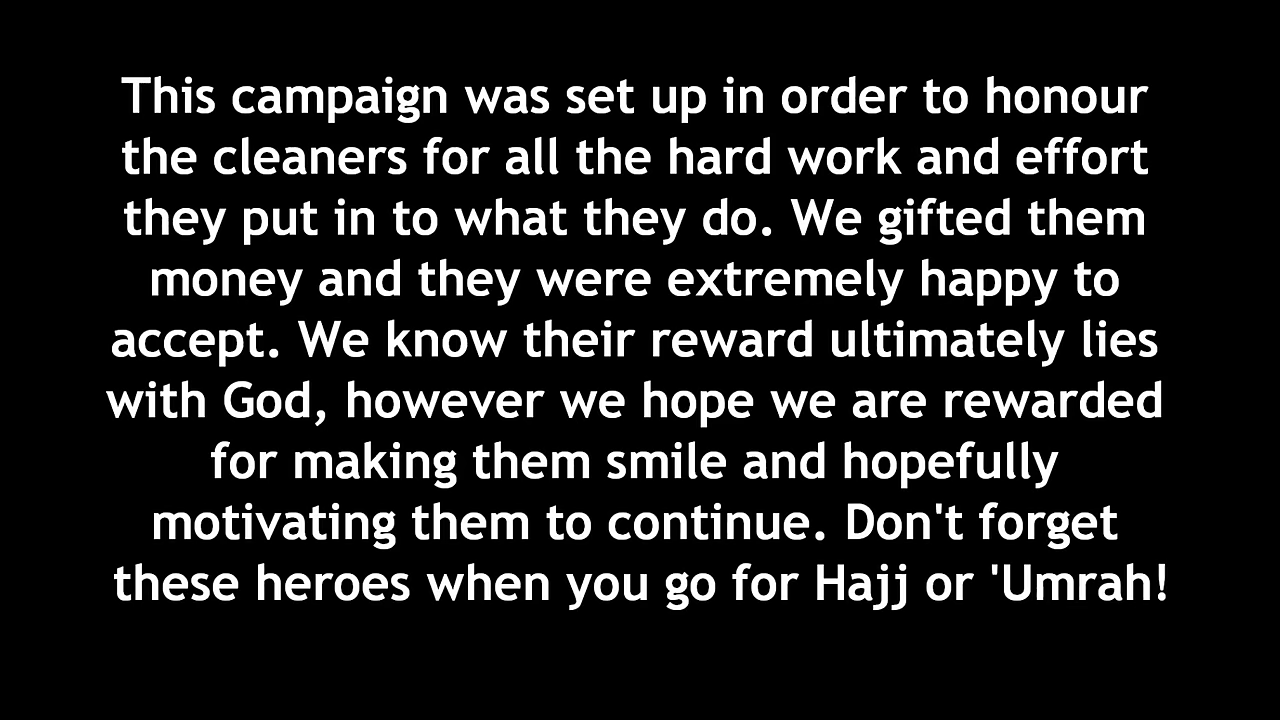 This campaign was set up in order to honour
the cleaners for all the hard work and effort
they put in to what they do. We gifted them
money and they were extremely happy to
accept. We know their reward ultimately lies
with God, however we hope we are rewarded
for making them smile and hopefully
motivating them to continue. Don't forget
these heroes when you go for Hajj or 'Umrah!